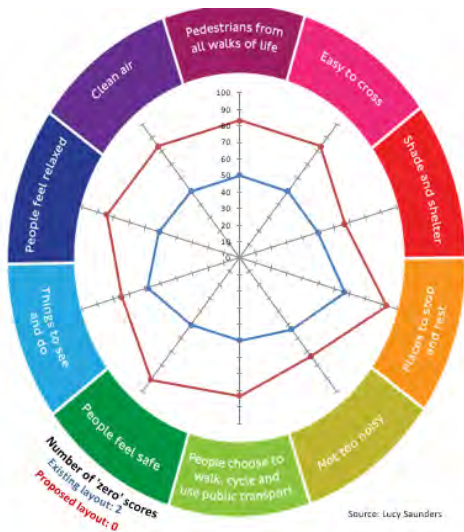 Pedestrians from
all walks of life
Easy to cross
Shade and shelter
Places to stop
and rest
Not too noisy
People choose to
walk, cycle and
use public transport
People feel safe
Things to see
and do
People feel relaxed
Clean air
100
90
80
70
60
50
40
30
20
10
0
Number of 'zero' scores
Existing layout: 2
Proposed layout: 0
Source: Lucy Saunders